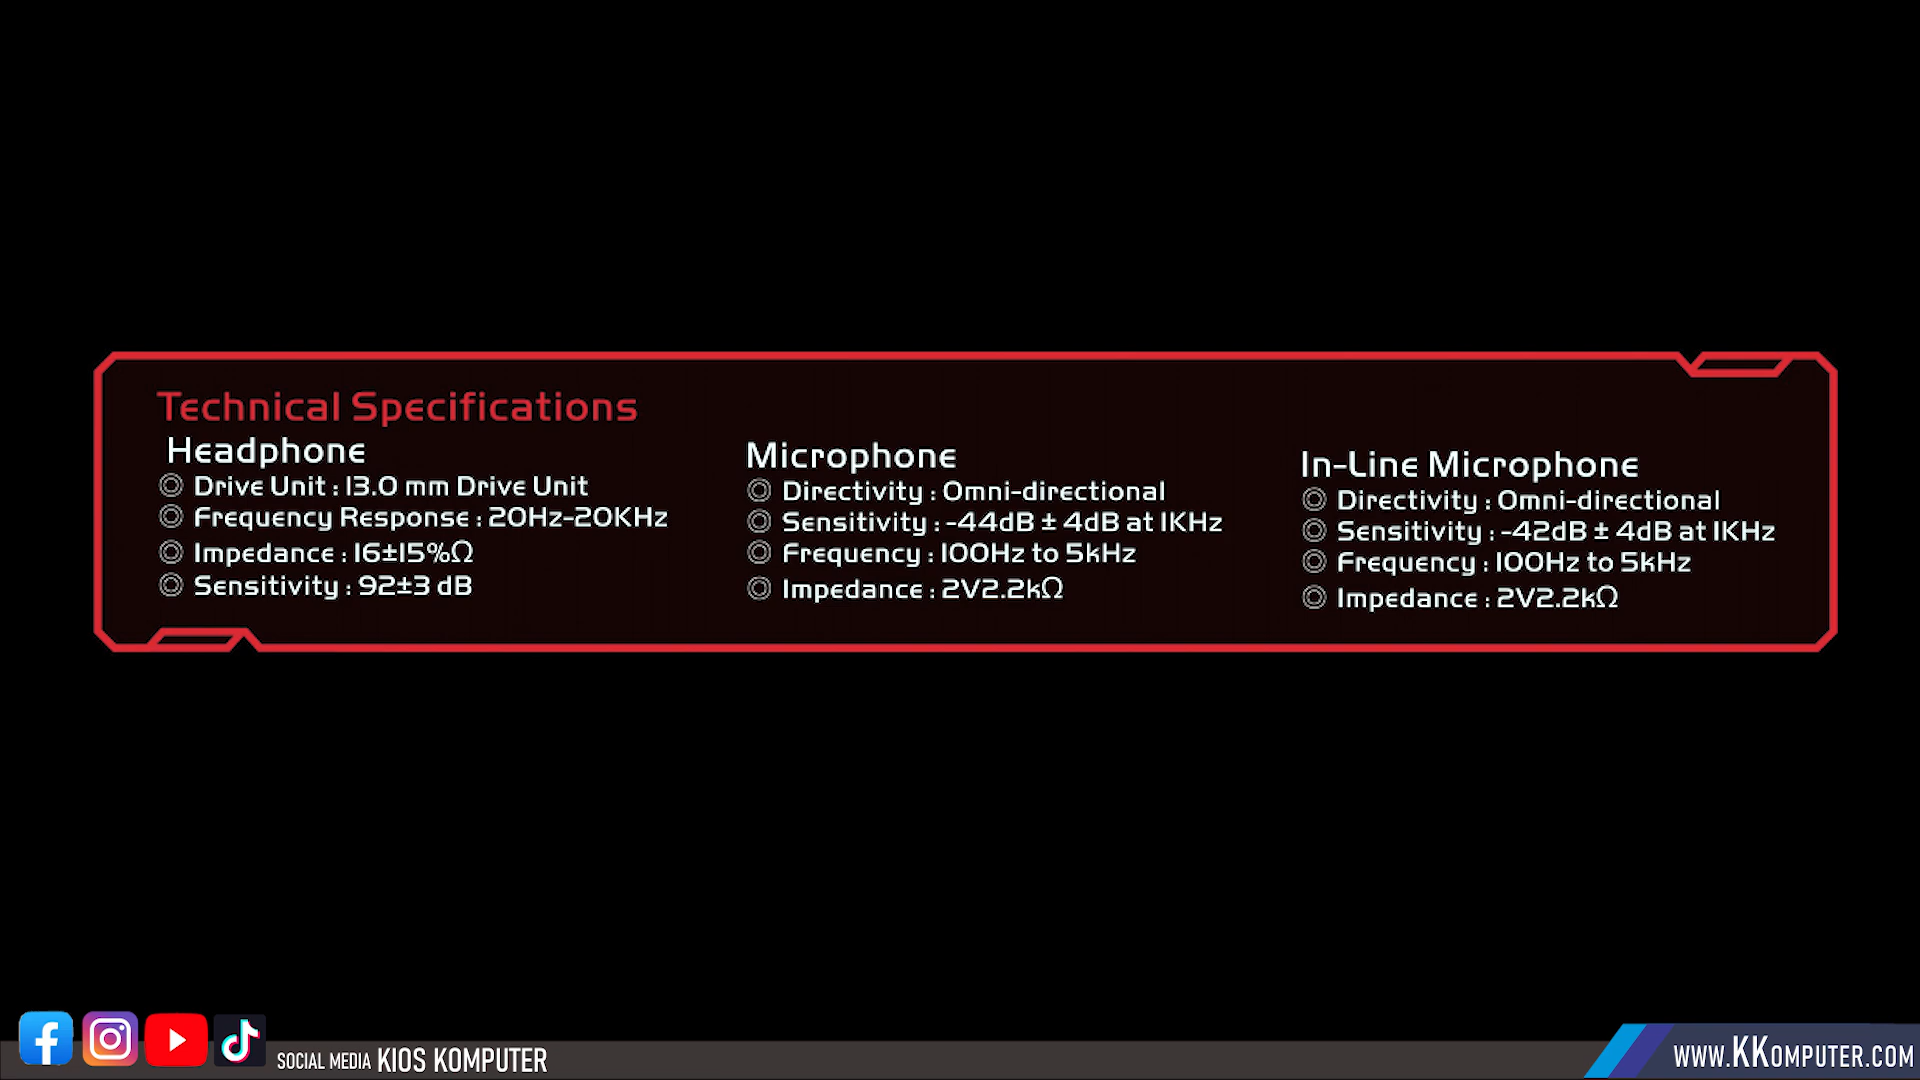 Technical Specifications
Headphone
Drive Unit : 13.0 mm Drive Unit
Frequency Response : 20Hz-20KHz
Impedance : 16±15%Ω
Sensitivity : 92±3 dB
Microphone
Directivity : Omni-directional
Sensitivity : -44dB ± 4dB at 1KHz
Frequency : 100Hz to 5kHz
Impedance : 2V2.2kΩ
In-Line Microphone
Directivity : Omni-directional
Sensitivity : -42dB ± 4dB at 1KHz
Frequency : 100Hz to 5kHz
Impedance : 2V2.2kΩ
SOCIAL MEDIA KIOS KOMPUTER
WWW.KKOMPUTER.COM